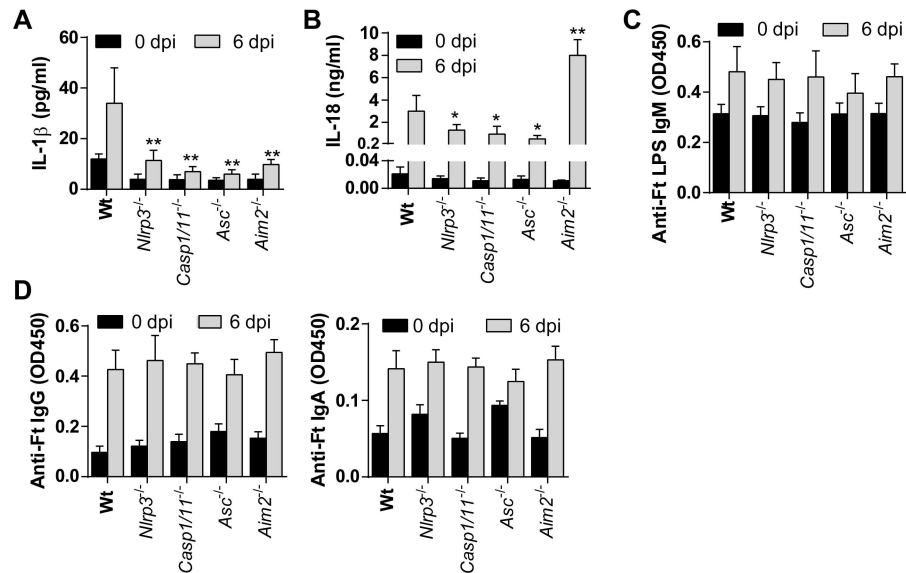 A
IL-1β (pg/ml)
60
40
20
0
0 dpi
6 dpi
**
**
**
**
Wt
Nlrp3-/-
Casp1/11-/-
Asc-/-
Aim2-/-
B
IL-18 (ng/ml)
10
8
6
4
2
0.2
0.04
0.00
0 dpi
6 dpi
*
*
*
**
Wt
Nlrp3-/-
Casp1/11-/-
Asc-/-
Aim2-/-
C
Anti-Ft LPS IgM (OD450)
0.6
0.4
0.2
0.0
0 dpi
6 dpi
Wt
Nlrp3-/-
Casp1/11-/-
Asc-/-
Aim2-/-
D
Anti-Ft IgG (OD450)
0.6
0.4
0.2
0.0
0 dpi
6 dpi
Wt
Nlrp3-/-
Casp1/11-/-
Asc-/-
Aim2-/-
Anti-Ft IgA (OD450)
0.2
0.1
0.0
0 dpi
6 dpi
Wt
Nlrp3-/-
Casp1/11-/-
Asc-/-
Aim2-/-